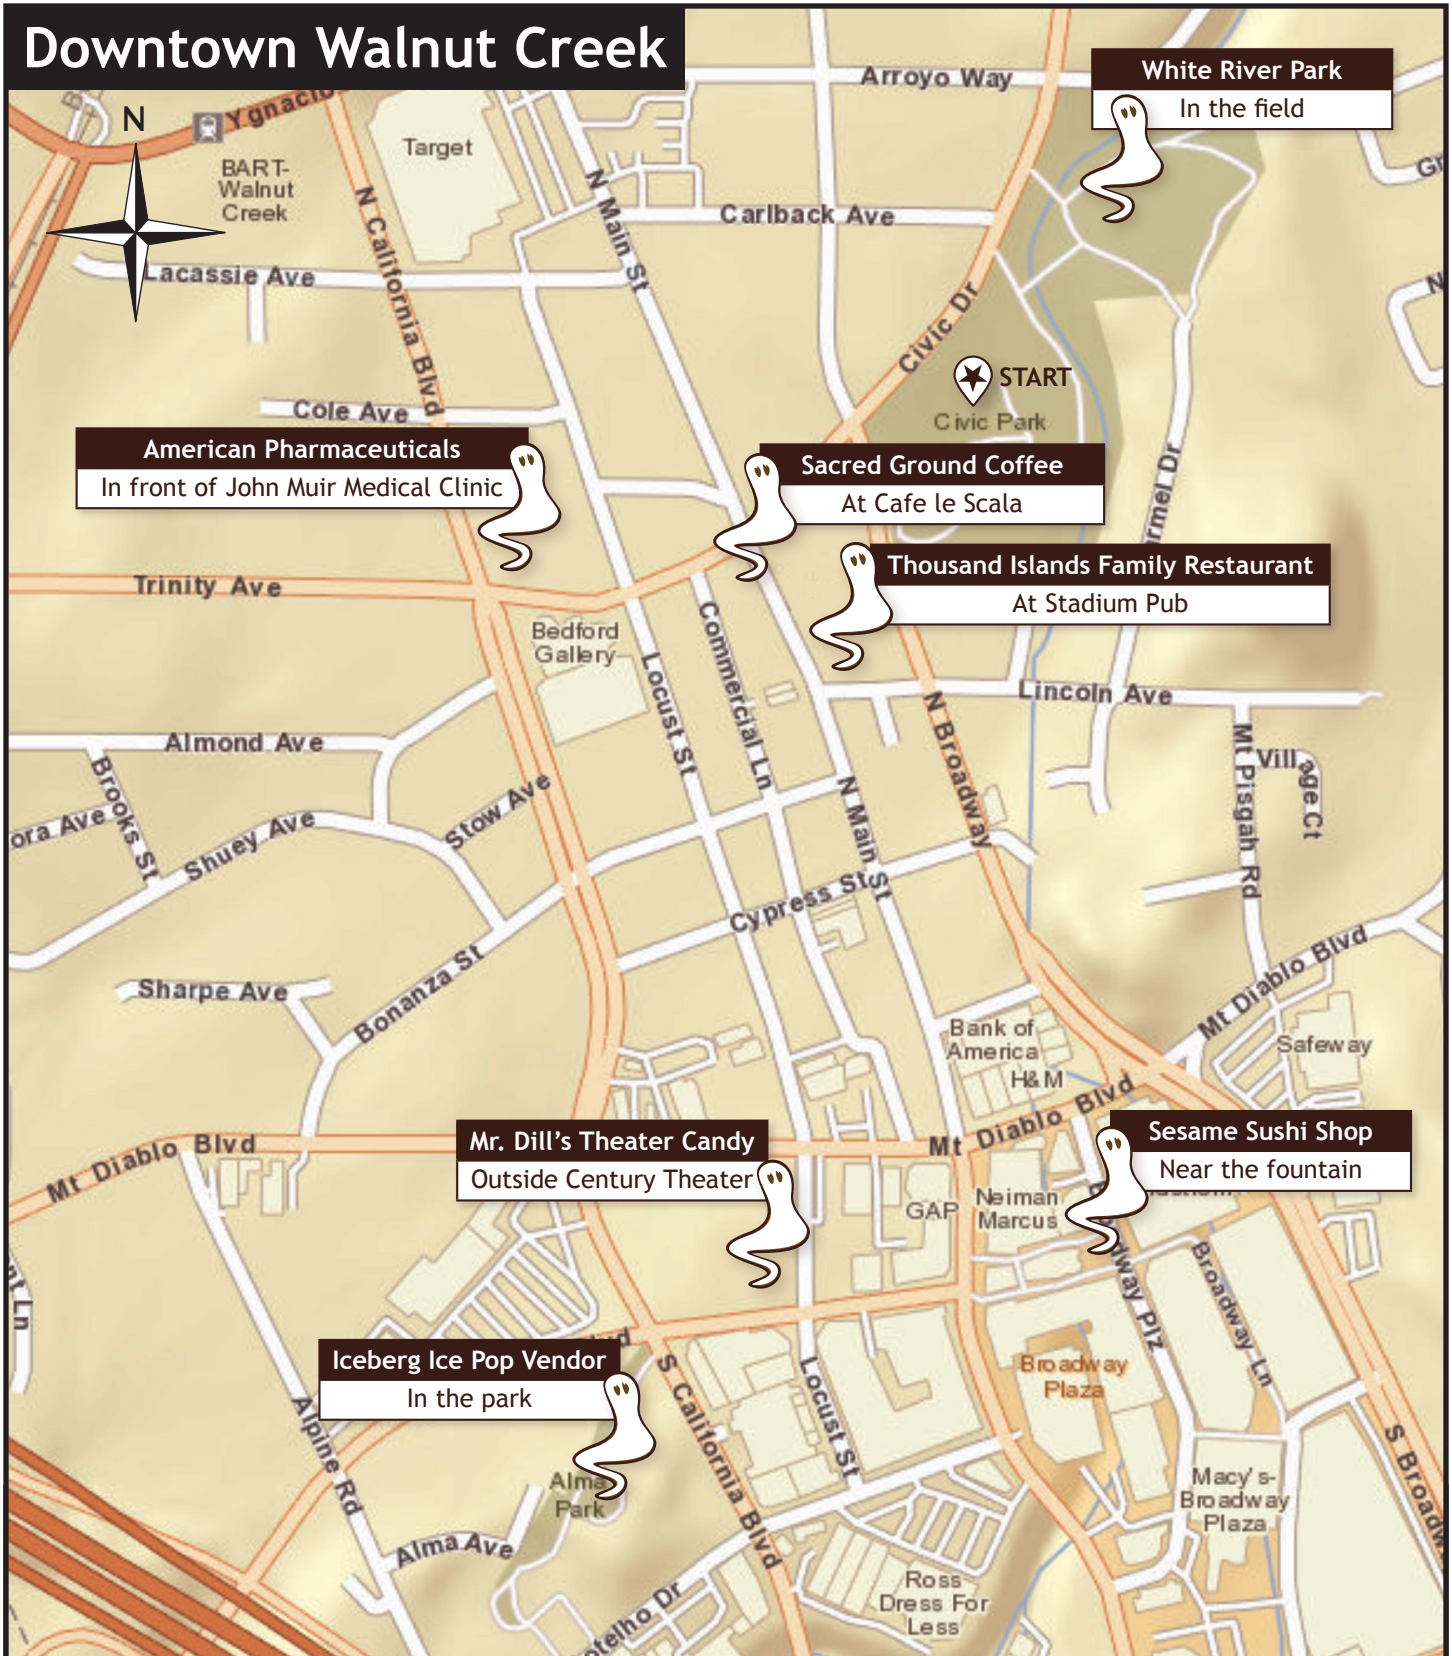 Downtown Walnut Creek
N
Ygnacio
Arroyo Way
White River Park
In the field
Target
BART-
Walnut
Creek
N California Blvd
N Main St
Carlback Ave
Lacassie Ave
Civic Dr
START
Civic Park
Cole Ave
American Pharmaceuticals
In front of John Muir Medical Clinic
Sacred Ground Coffee
At Cafe le Scala
Thousand Islands Family Restaurant
At Stadium Pub
Trinity Ave
Bedford
Gallery
Locust St
Commercial Ln
Lincoln Ave
N Broadway
Mt Pisgah Rd
Village Ct
Almond Ave
Brooks St
ora Ave
Shuey Ave
Stow Ave
N Main St
Cypress St
Sharpe Ave
Bonanza St
Mt Diablo Blvd
Bank of
America
H&M
Safeway
Mt Diablo Blvd
Mt Diablo Blvd
Mr. Dill's Theater Candy
Outside Century Theater
Sesame Sushi Shop
Near the fountain
GAP
Neiman
Marcus
dway Plz
Broadway Ln
Broadway
Plaza
Iceberg Ice Pop Vendor
In the park
Alpine Rd
S California Blvd
Locust St
S Broadw
Alma
Park
Alma Ave
Macy's-
Broadway
Plaza
Ross
Dress For
Less
otelho Dr